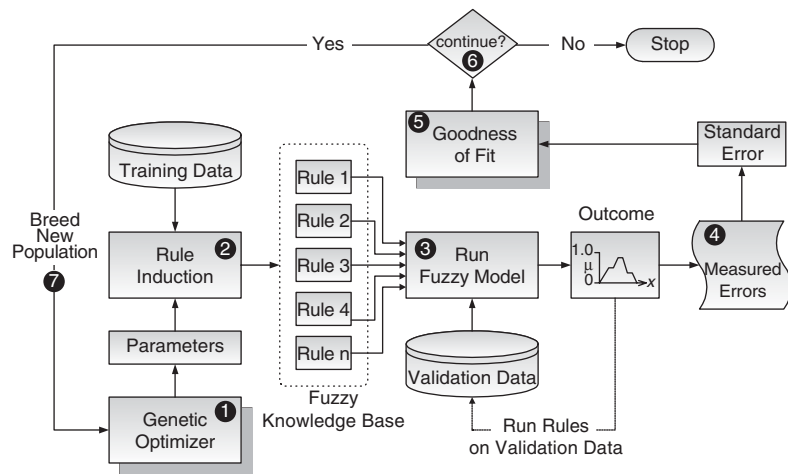 Yes
continue?
6
No
Stop
5
Goodness
of Fit
Standard
Error
Training Data
Breed
New
Population
7
2
Rule
Induction
Rule 1
Rule 2
Rule 3
Rule 4
Rule n
3
Run
Fuzzy Model
Outcome
1.0
μ
0
x
4
Measured
Errors
Parameters
Validation Data
1
Genetic
Optimizer
Fuzzy
Knowledge Base
Run Rules
on Validation Data